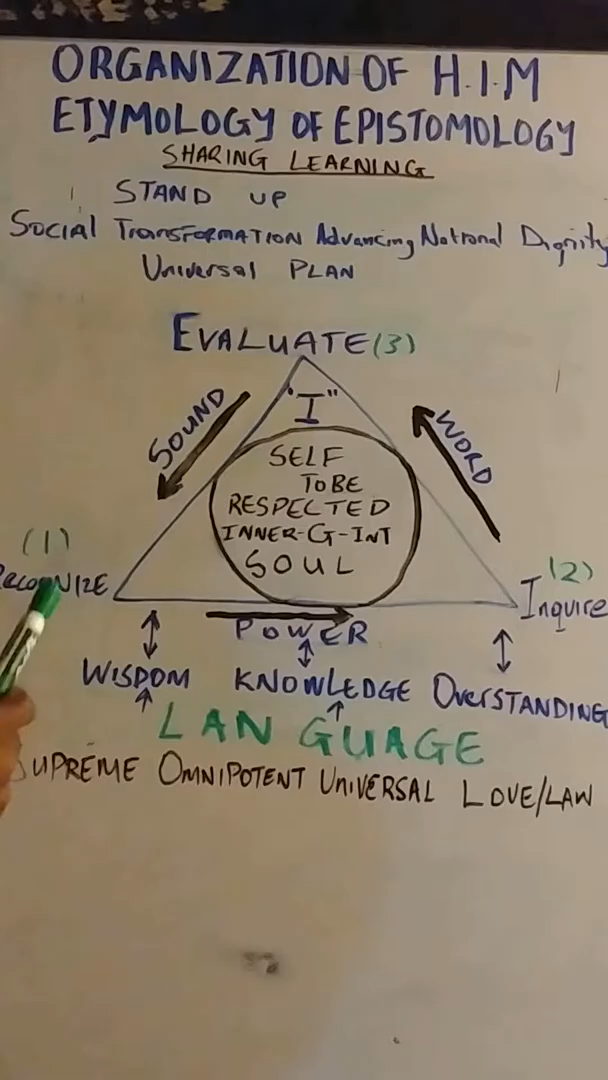 ORGANIZATION OF H.I.M
ETYMOLOGY OF EPISTOMOLOGY
SHARING LEARNING
STAND UP
Social TransFORMATION Advancing National Dignity
Universal PLAN
EVALUATE (3)
"I"
SOUND
WORD
SELF
TO BE
RESPECTED
INNER-G-INT
SOUL
(1)
RECOGNIZE
(2)
Inquire
POWER
WISDOM KNOWLEDGE OVERSTANDING
LANGUAGE
SUPREME OMNIPOTENT UNIVERSAL LOVE/LAW